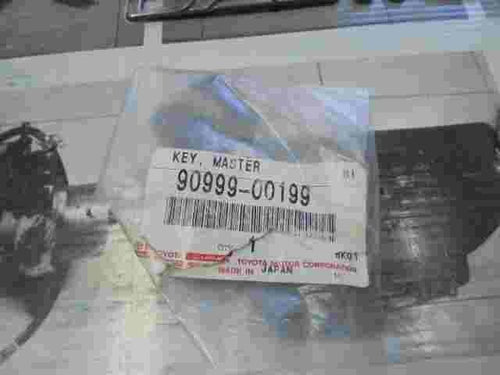 KEY, MASTER
90999-00199
1
TOYOTA MOTOR CORPORATION
MADE IN JAPAN